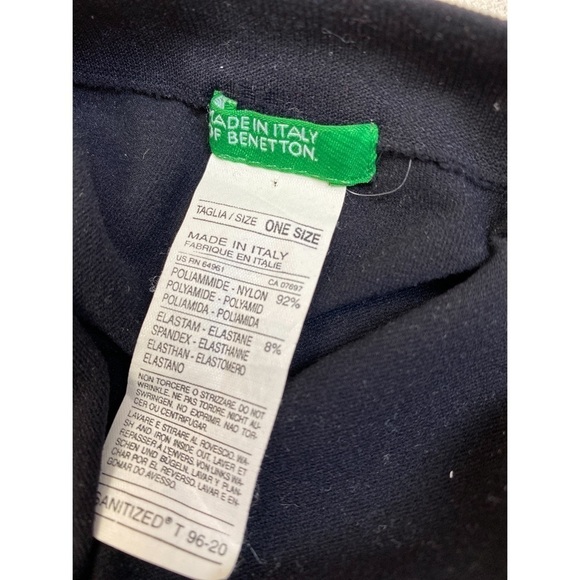 ADE IN ITALY
OF BENETTON.
TAGLIA / SIZE ONE SIZE
MADE IN ITALY
FABRIQUE EN ITALIE
US RN 64961 CA 07697
POLIAMMIDE - NYLON 92%
POLYAMIDE - POLYAMID
POLIAMIDA - POLIAMIDA
ELASTAM - ELASTANE 8%
SPANDEX - ELASTHANNE
ELASTHAN - ELASTOMERO
ELASTANO
NON TORCERE O STRIZZARE. DO NOT
WRINKLE. NE PAS TORDRE. NICHT AUS-
SWRINGEN. NO EXPRIMIR. NAO TOR-
CER OU CENTRIFUGAR.
LAVARE E STIRARE AL ROVESCIO. WA-
SH AND IRON INSIDE OUT. LAVER ET
REPASSER A L'ENVERS. VON LINKS WA-
SCHEN UND BÜGELN. LAVAR Y PLAN-
CHAR POR EL REVERSO. LAVAR E EN-
GOMAR DO AVESSO.
SANITIZED® T 96-20